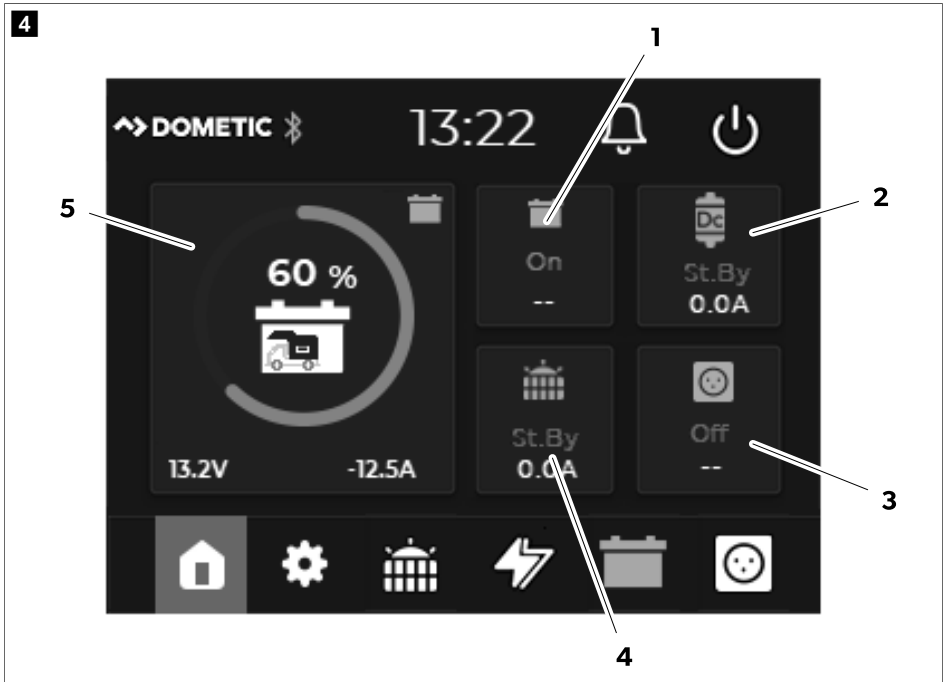 4
1
DOMETIC 13:22
5
60 %
On
--
Dc
St.By
0.0A
2
13.2V -12.5A
St.By
0.0A
Off
--
3
4